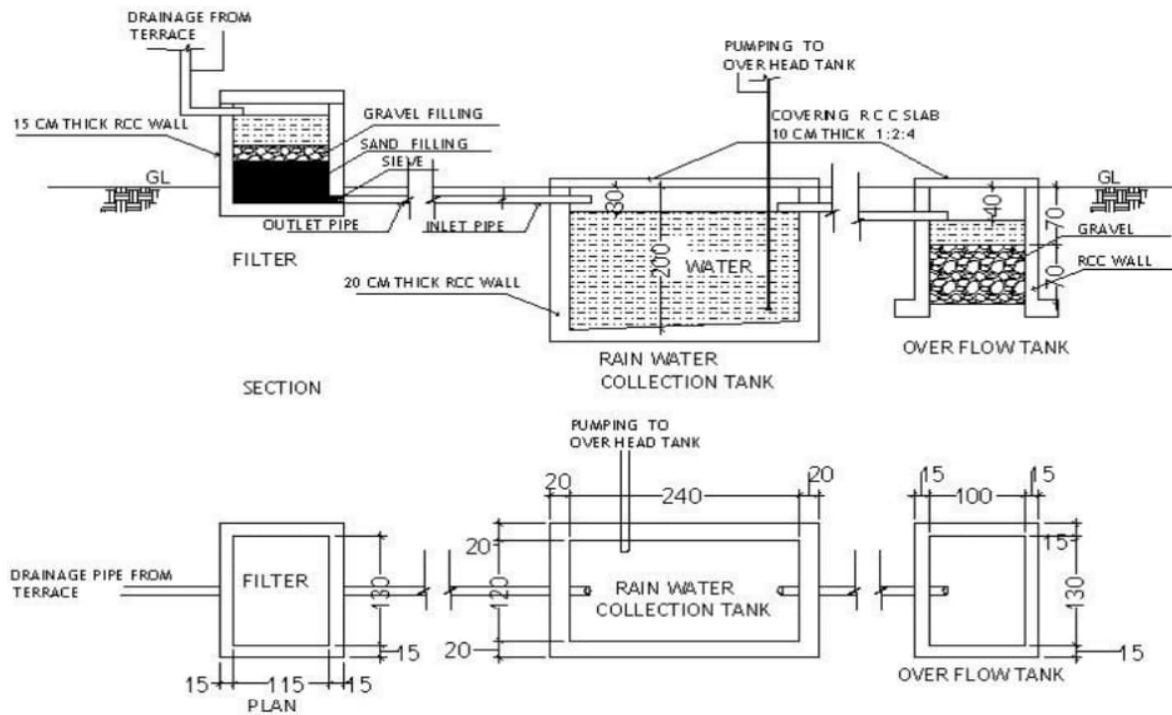 DRAINAGE FROM
TERRACE
PUMPING TO
OVER HEAD TANK
15 CM THICK RCC WALL
GRAVEL FILLING
SAND FILLING
SIEVE
COVERING R C C SLAB
10 CM THICK 1:2:4
GL
GL
OUTLET PIPE
INLET PIPE
30
200
WATER
40
70
GRAVEL
RCC WALL
70
FILTER
20 CM THICK RCC WALL
OVER FLOW TANK
RAIN WATER
COLLECTION TANK
SECTION
PUMPING TO
OVER HEAD TANK
20
240
20
15
100
15
20
15
DRAINAGE PIPE FROM
TERRACE
FILTER
130
120
RAIN WATER
COLLECTION TANK
130
20
15
15
15
115
15
OVER FLOW TANK
PLAN